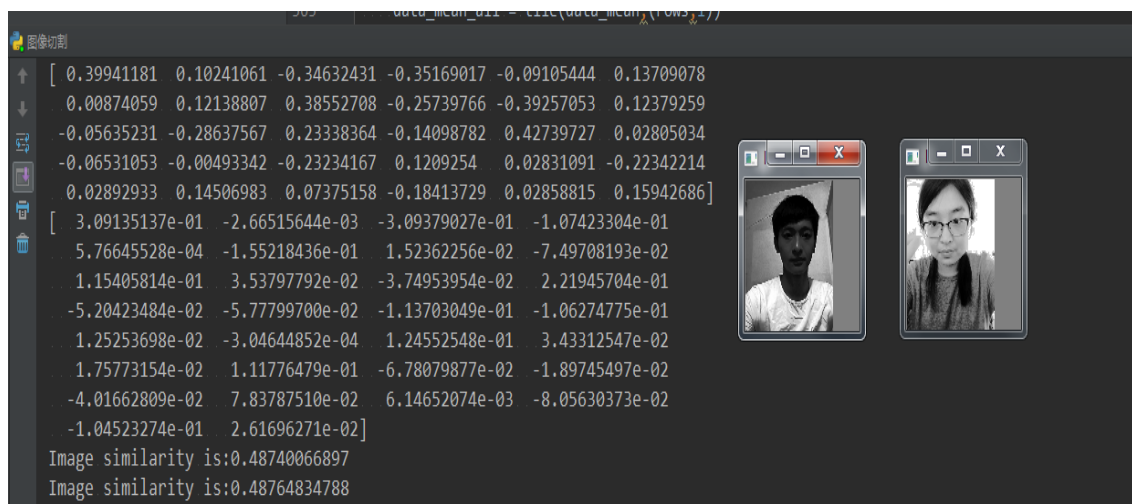 365 data_mean_all = tile(data_mean,(rows,1))
图像切割
[ 0.39941181 0.10241061 -0.34632431 -0.35169017 -0.09105444 0.13709078
0.00874059 0.12138807 0.38552708 -0.25739766 -0.39257053 0.12379259
-0.05635231 -0.28637567 0.23338364 -0.14098782 0.42739727 0.02805034
-0.06531053 -0.00493342 -0.23234167 0.1209254 0.02831091 -0.22342214
0.02892933 0.14506983 0.07375158 -0.18413729 0.02858815 0.15942686]
[ 3.09135137e-01 -2.66515644e-03 -3.09379027e-01 -1.07423304e-01
5.76645528e-04 -1.55218436e-01 1.52362256e-02 -7.49708193e-02
1.15405814e-01 3.53797792e-02 -3.74953954e-02 2.21945704e-01
-5.20423484e-02 -5.77799700e-02 -1.13703049e-01 -1.06274775e-01
1.25253698e-02 -3.04644852e-04 1.24552548e-01 3.43312547e-02
1.75773154e-02 1.11776479e-01 -6.78079877e-02 -1.89745497e-02
-4.01662809e-02 7.83787510e-02 6.14652074e-03 -8.05630373e-02
-1.04523274e-01 2.61696271e-02]
Image similarity is:0.48740066897
Image similarity is:0.48764834788